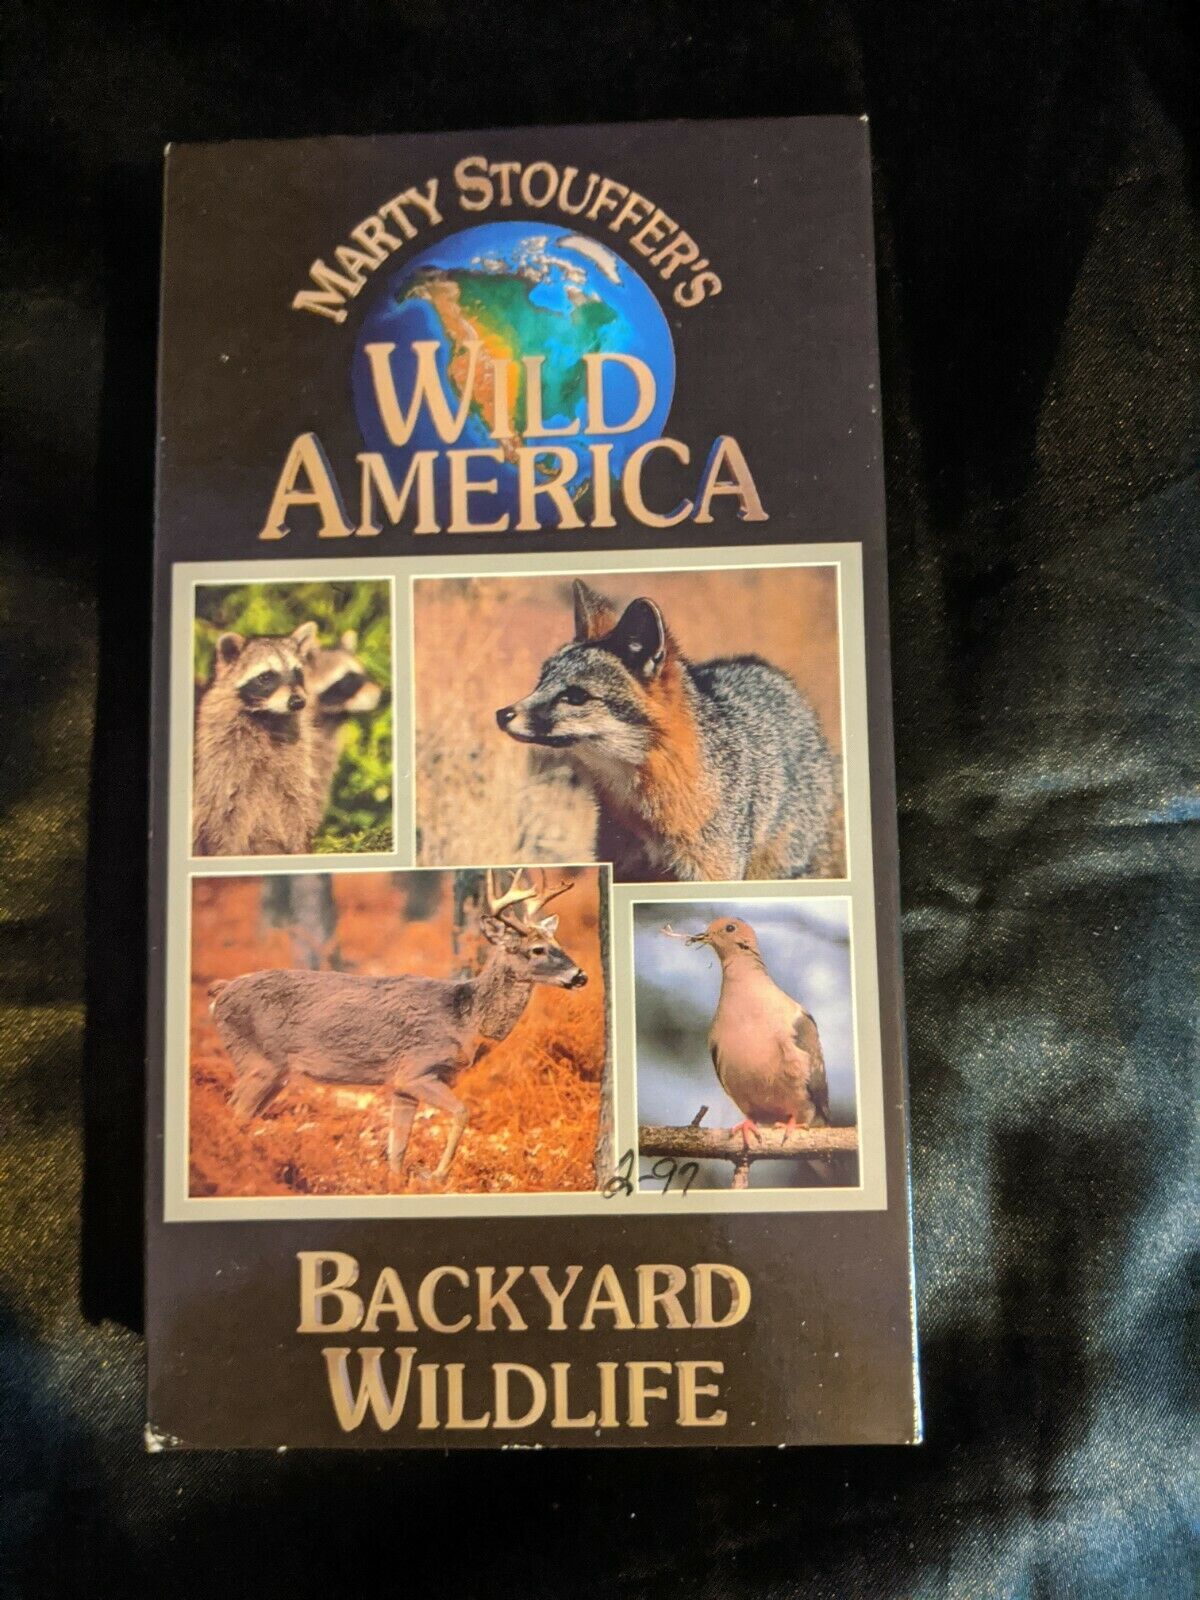 MARTY STOUFFER'S
WILD
AMERICA
2-97
BACKYARD
WILDLIFE